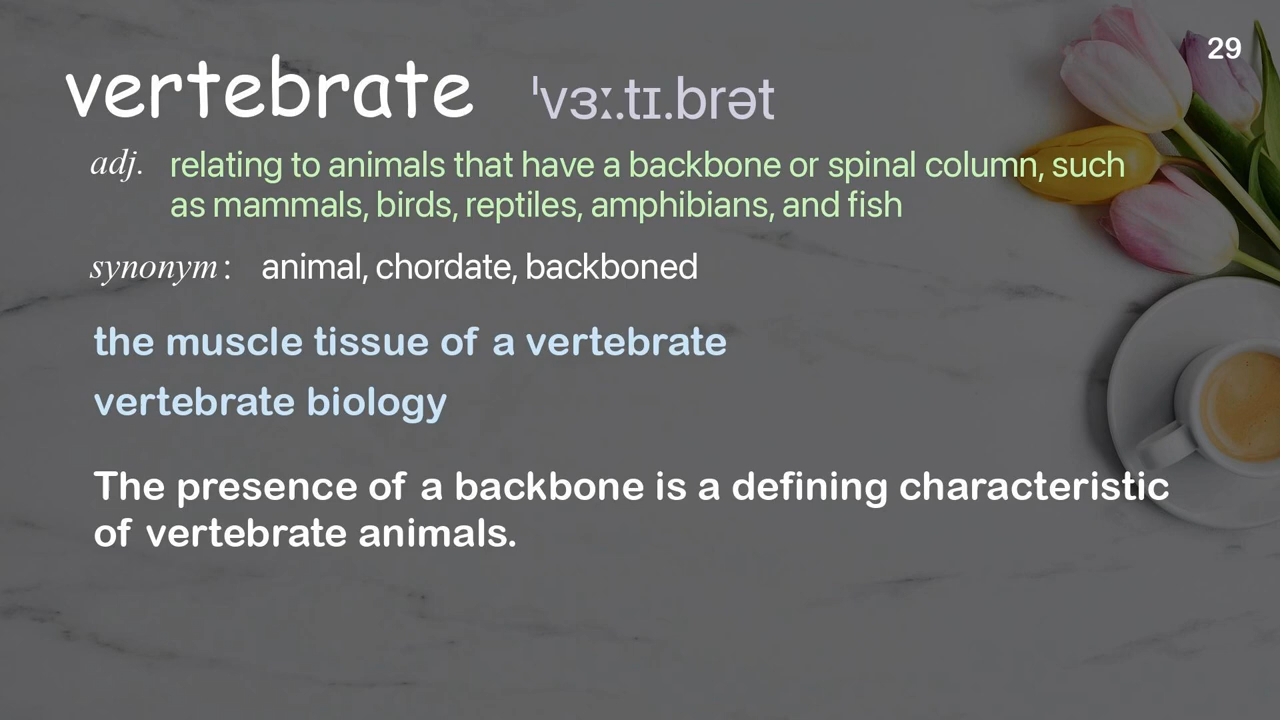 29
vertebrate ˈvɜː.tɪ.brət
adj. relating to animals that have a backbone or spinal column, such
as mammals, birds, reptiles, amphibians, and fish
synonym: animal, chordate, backboned
the muscle tissue of a vertebrate
vertebrate biology
The presence of a backbone is a defining characteristic
of vertebrate animals.